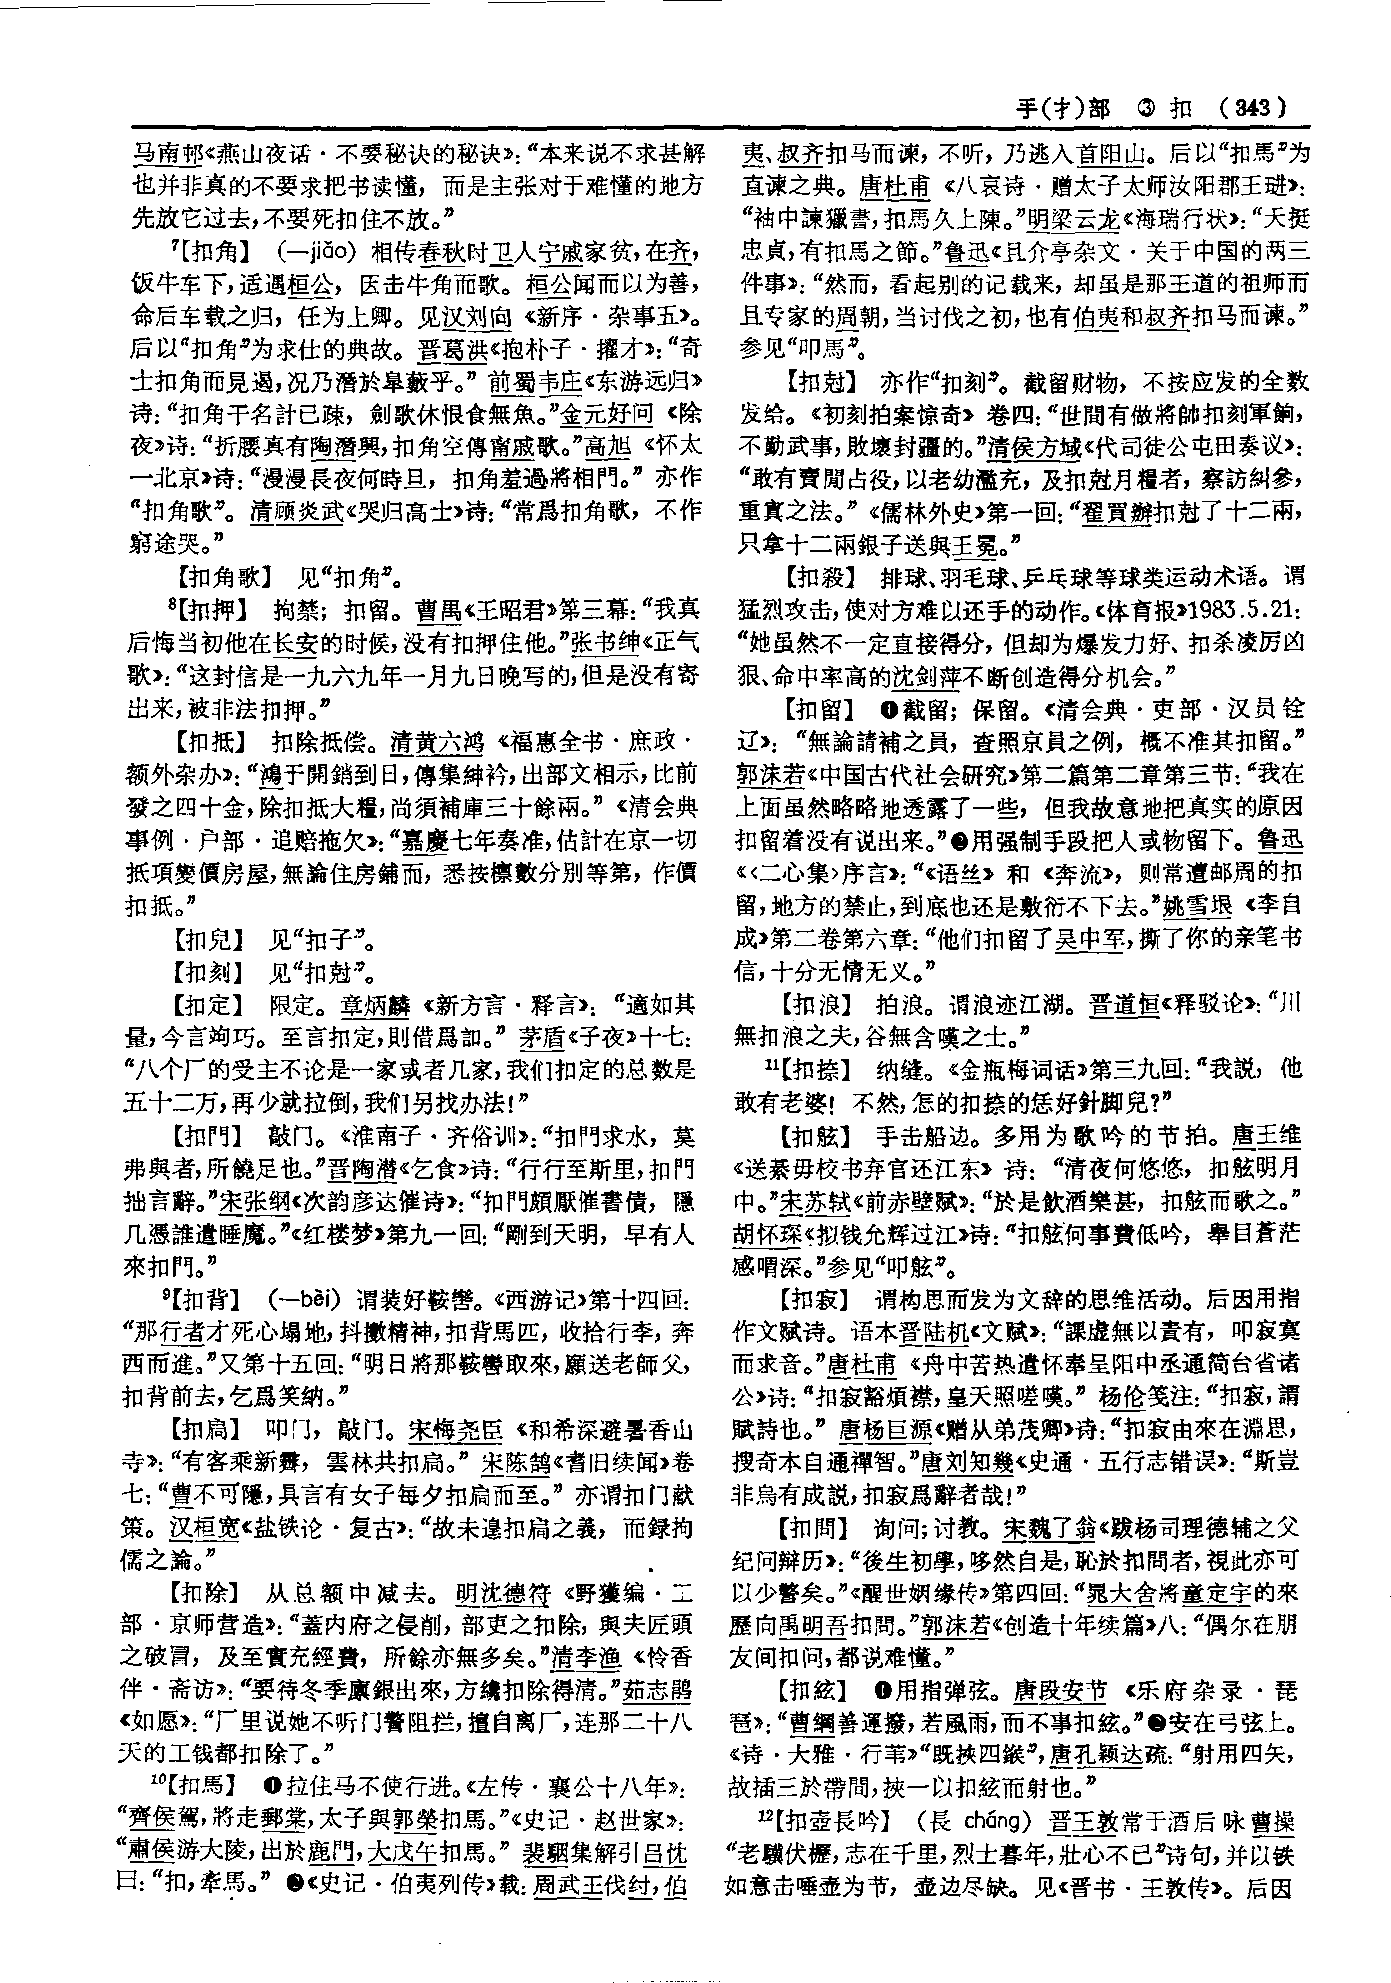 手(扌)部 ③ 扣 (343)
马南邨《燕山夜话·不要秘诀的秘诀》：“本来说不求甚解
也并非真的不要求把书读懂，而是主张对于难懂的地方
先放它过去，不要死扣住不放。”
7【扣角】 (—jiǎo) 相传春秋时卫人宁戚家贫，在齐，
饭牛车下，适遇桓公，因击牛角而歌。桓公闻而以为善，
命后车载之归，任为上卿。见汉刘向《新序·杂事五》。
后以“扣角”为求仕的典故。晋葛洪《抱朴子·擢才》：“奇
士扣角而見遏，况乃潛於皐藪乎。”前蜀韦庄《东游远归》
诗：“扣角干名計已疎，劍歌休恨食無魚。”金元好问《除
夜》诗：“折腰真有陶潛興，扣角空傳甯戚歌。”高旭《怀太
一北京》诗：“漫漫長夜何時旦，扣角羞過將相門。”亦作
“扣角歌”。清顾炎武《哭归高士》诗：“常爲扣角歌，不作
窮途哭。”
【扣角歌】 见“扣角”。
8【扣押】 拘禁；扣留。曹禺《王昭君》第三幕：“我真
后悔当初他在长安的时候，没有扣押住他。”张书绅《正气
歌》：“这封信是一九六九年一月九日晚写的，但是没有寄
出来，被非法扣押。”
【扣抵】 扣除抵偿。清黄六鸿《福惠全书·庶政·
额外杂办》：“鴻于開銷到日，傳集紳衿，出部文相示，比前
發之四十金，除扣抵大糧，尚須補庫三十餘兩。”《清会典
事例·户部·追赔拖欠》：“嘉慶七年奏准，估計在京一切
抵項變價房屋，無論住房鋪面，悉按檁數分别等第，作價
扣抵。”
【扣兒】 见“扣子”。
【扣刻】 见“扣尅”。
【扣定】 限定。章炳麟《新方言·释言》：“適如其
量，今言竘巧。至言扣定，則借爲訆。”茅盾《子夜》十七：
“八个厂的受主不论是一家或者几家，我们扣定的总数是
五十二万，再少就拉倒，我们另找办法！”
【扣門】 敲门。《淮南子·齐俗训》：“扣門求水，莫
弗與者，所饒足也。”晋陶潜《乞食》诗：“行行至斯里，扣門
拙言辭。”宋张纲《次韵彦达催诗》：“扣門頗厭催書債，隱
几憑誰遣睡魔。”《红楼梦》第九一回：“剛到天明，早有人
來扣門。”
9【扣背】 (—bèi) 谓装好鞍辔。《西游记》第十四回：
“那行者才死心塌地，抖擻精神，扣背馬匹，收拾行李，奔
西而進。”又第十五回：“明日將那鞍轡取來，願送老師父，
扣背前去，乞爲笑納。”
【扣扃】 叩门，敲门。宋梅尧臣《和希深避暑香山
寺》：“有客乘新霽，雲林共扣扃。”宋陈鹄《耆旧续闻》卷
七：“曹不可隱，具言有女子每夕扣扃而至。”亦谓扣门献
策。汉桓宽《盐铁论·复古》：“故未遑扣扃之義，而録拘
儒之論。”
【扣除】 从总额中减去。明沈德符《野獲编·工
部·京师营造》：“蓋内府之侵削，部吏之扣除，與夫匠頭
之破冒，及至實充經費，所餘亦無多矣。”清李渔《怜香
伴·斋访》：“要待冬季廪銀出來，方纔扣除得清。”茹志鹃
《如愿》：“厂里说她不听门警阻拦，擅自离厂，连那二十八
天的工钱都扣除了。”
10【扣馬】 ❶拉住马不使行进。《左传·襄公十八年》：
“齊侯駕，將走郵棠，太子與郭榮扣馬。”《史记·赵世家》：
“肅侯游大陵，出於鹿門，大戊午扣馬。”裴駰集解引吕忱
曰：“扣，牽馬。”❷《史记·伯夷列传》载：周武王伐纣，伯
夷、叔齐扣马而谏，不听，乃逃入首阳山。后以“扣馬”为
直谏之典。唐杜甫《八哀诗·赠太子太师汝阳郡王琎》：
“袖中諫獵書，扣馬久上陳。”明梁云龙《海瑞行状》：“天挺
忠貞，有扣馬之節。”鲁迅《且介亭杂文·关于中国的两三
件事》：“然而，看起别的记载来，却虽是那王道的祖师而
且专家的周朝，当讨伐之初，也有伯夷和叔齐扣马而谏。”
参见“叩馬”。
【扣尅】 亦作“扣刻”。截留财物，不按应发的全数
发给。《初刻拍案惊奇》卷四：“世間有做將帥扣刻軍餉，
不勤武事，敗壞封疆的。”清侯方域《代司徒公屯田奏议》：
“敢有賣閒占役，以老幼濫充，及扣尅月糧者，察訪糾參，
重寘之法。”《儒林外史》第一回：“翟買辦扣尅了十二兩，
只拿十二兩銀子送與王冕。”
【扣殺】 排球、羽毛球、乒乓球等球类运动术语。谓
猛烈攻击，使对方难以还手的动作。《体育报》1983.5.21：
“她虽然不一定直接得分，但却为爆发力好、扣杀凌厉凶
狠、命中率高的沈剑萍不断创造得分机会。”
【扣留】 ❶截留；保留。《清会典·吏部·汉员铨
辽》：“無論請補之員，查照京員之例，概不准其扣留。”
郭沫若《中国古代社会研究》第二篇第二章第三节：“我在
上面虽然略略地透露了一些，但我故意地把真实的原因
扣留着没有说出来。”❷用强制手段把人或物留下。鲁迅
《〈二心集〉序言》：“《语丝》和《奔流》，则常遭邮局的扣
留，地方的禁止，到底也还是敷衍不下去。”姚雪垠《李自
成》第二卷第六章：“他们扣留了吴中军，撕了你的亲笔书
信，十分无情无义。”
【扣浪】 拍浪。谓浪迹江湖。晋道恒《释驳论》：“川
無扣浪之夫，谷無含嘆之士。”
11【扣捺】 纳缝。《金瓶梅词话》第三九回：“我説，他
敢有老婆！不然，怎的扣捺的恁好針脚兒？”
【扣舷】 手击船边。多用为歌吟的节拍。唐王维
《送綦毋校书弃官还江东》诗：“清夜何悠悠，扣舷明月
中。”宋苏轼《前赤壁赋》：“於是飲酒樂甚，扣舷而歌之。”
胡怀琛《拟钱允辉过江》诗：“扣舷何事費低吟，舉目蒼茫
感喟深。”参见“叩舷”。
【扣寂】 谓构思而发为文辞的思维活动。后因用指
作文赋诗。语本晋陆机《文赋》：“課虚無以責有，叩寂寞
而求音。”唐杜甫《舟中苦热遣怀奉呈阳中丞通简台省诸
公》诗：“扣寂豁煩襟，皇天照嗟嘆。”杨伦笺注：“扣寂，謂
賦詩也。”唐杨巨源《赠从弟茂卿》诗：“扣寂由來在淵思，
搜奇本自通禪智。”唐刘知幾《史通·五行志错误》：“斯豈
非烏有成説，扣寂爲辭者哉！”
【扣問】 询问；讨教。宋魏了翁《跋杨司理德辅之父
纪问辩历》：“後生初學，哆然自是，恥於扣問者，視此亦可
以少警矣。”《醒世姻缘传》第四回：“晁大舍將童定宇的來
歷向禹明吾扣問。”郭沫若《创造十年续篇》八：“偶尔在朋
友间扣问，都说难懂。”
【扣絃】 ❶用指弹弦。唐段安节《乐府杂录·琵
琶》：“曹綱善運撥，若風雨，而不事扣絃。”❷安在弓弦上。
《诗·大雅·行苇》“既挟四鍭”，唐孔颖达疏：“射用四矢，
故插三於帶間，挾一以扣絃而射也。”
12【扣壺長吟】 (長 cháng) 晋王敦常于酒后咏曹操
“老驥伏櫪，志在千里，烈士暮年，壯心不已”诗句，并以铁
如意击唾壶为节，壶边尽缺。见《晋书·王敦传》。后因